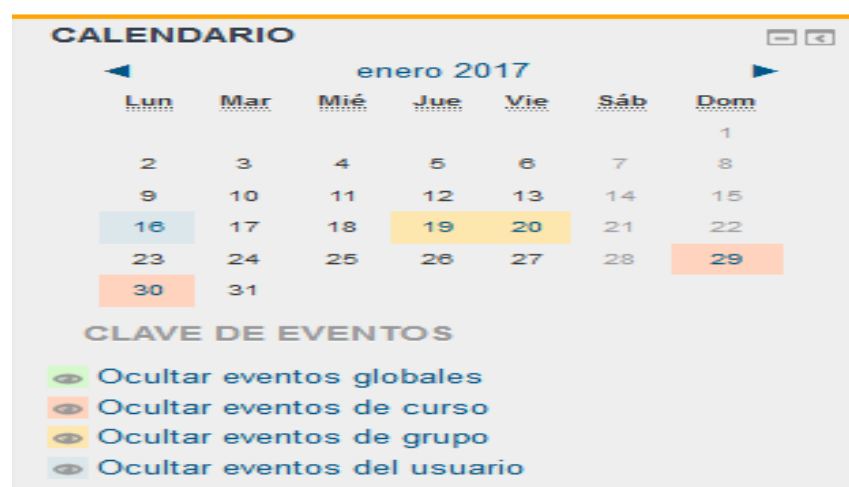 CALENDARIO
enero 2017
Lun Mar Mié Jue Vie Sáb Dom
1
2 3 4 5 6 7 8
9 10 11 12 13 14 15
16 17 18 19 20 21 22
23 24 25 26 27 28 29
30 31
CLAVE DE EVENTOS
Ocultar eventos globales
Ocultar eventos de curso
Ocultar eventos de grupo
Ocultar eventos del usuario